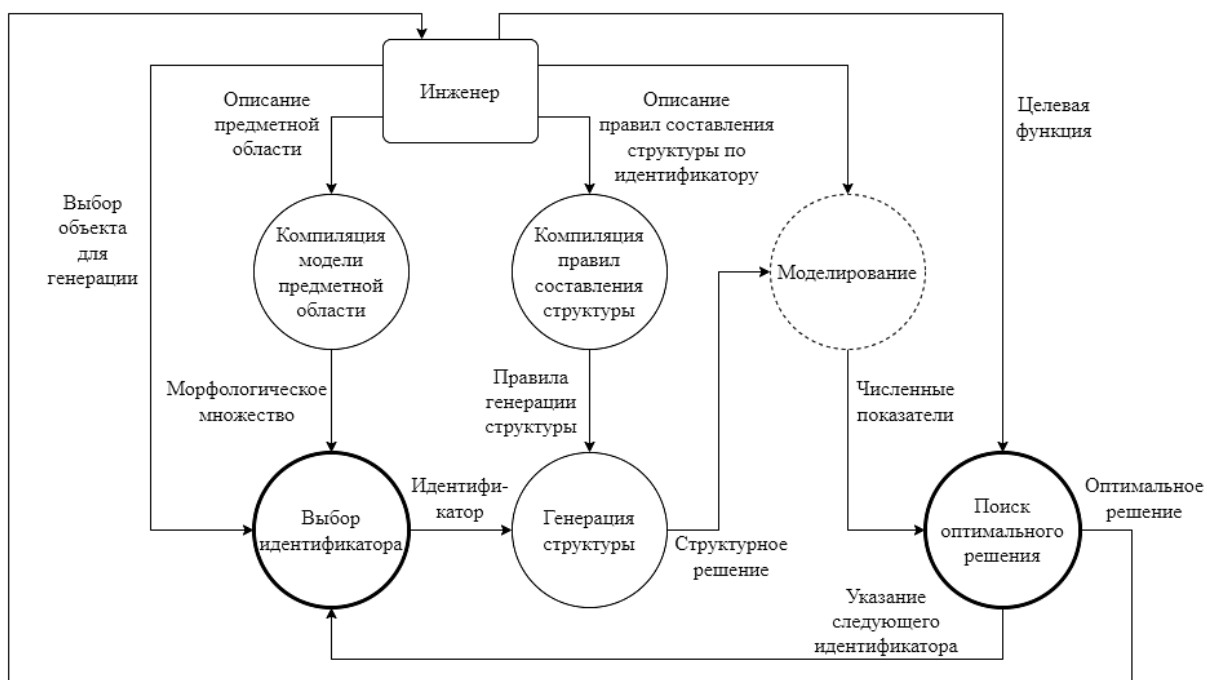 Инженер
Описание
предметной
области
Описание
правил составления
структуры по
идентификатору
Целевая
функция
Выбор
объекта
для
генерации
Компиляция
модели
предметной
области
Компиляция
правил
составления
структуры
Моделирование
Морфологическое
множество
Правила
генерации
структуры
Численные
показатели
Выбор
идентификатора
Идентифи-
катор
Генерация
структуры
Структурное
решение
Поиск
оптимального
решения
Оптимальное
решение
Указание
следующего
идентификатора